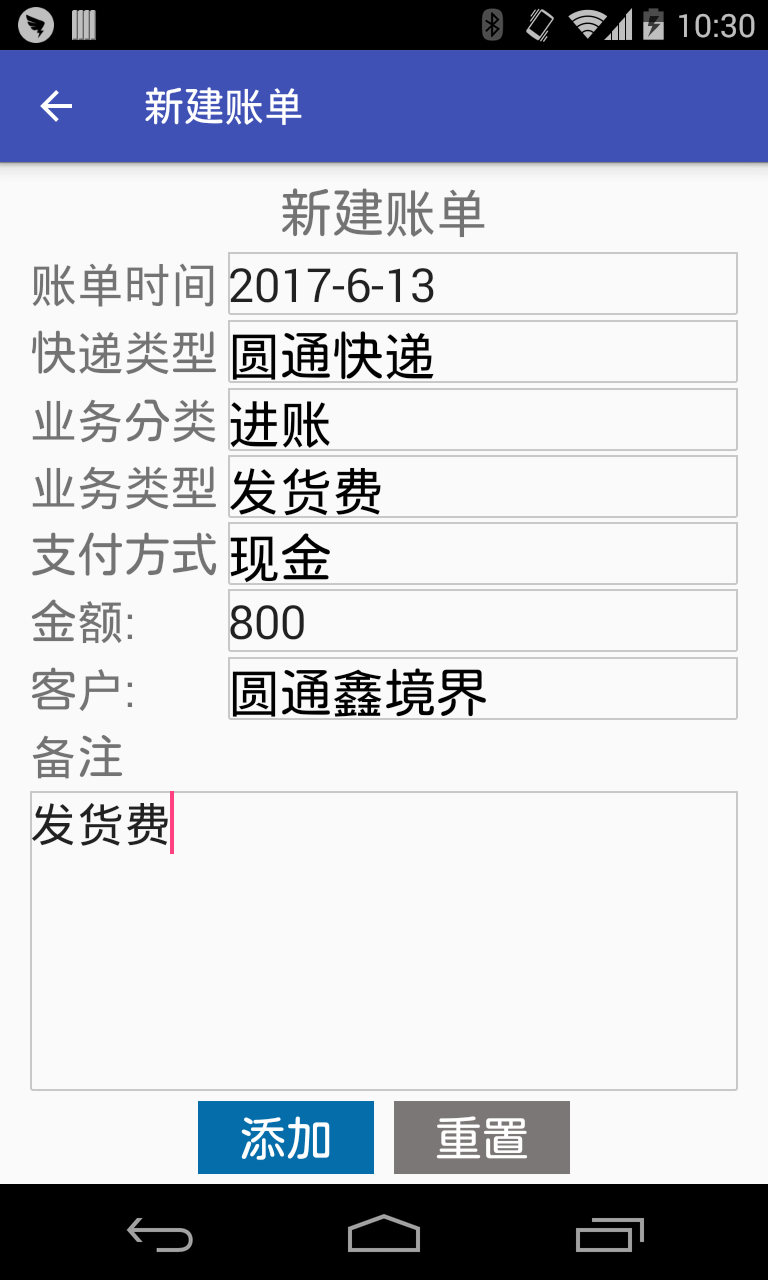 10:30
新建账单
新建账单
账单时间 2017-6-13
快递类型 圆通快递
业务分类 进账
业务类型 发货费
支付方式 现金
金额: 800
客户: 圆通鑫境界
备注
发货费
添加 重置